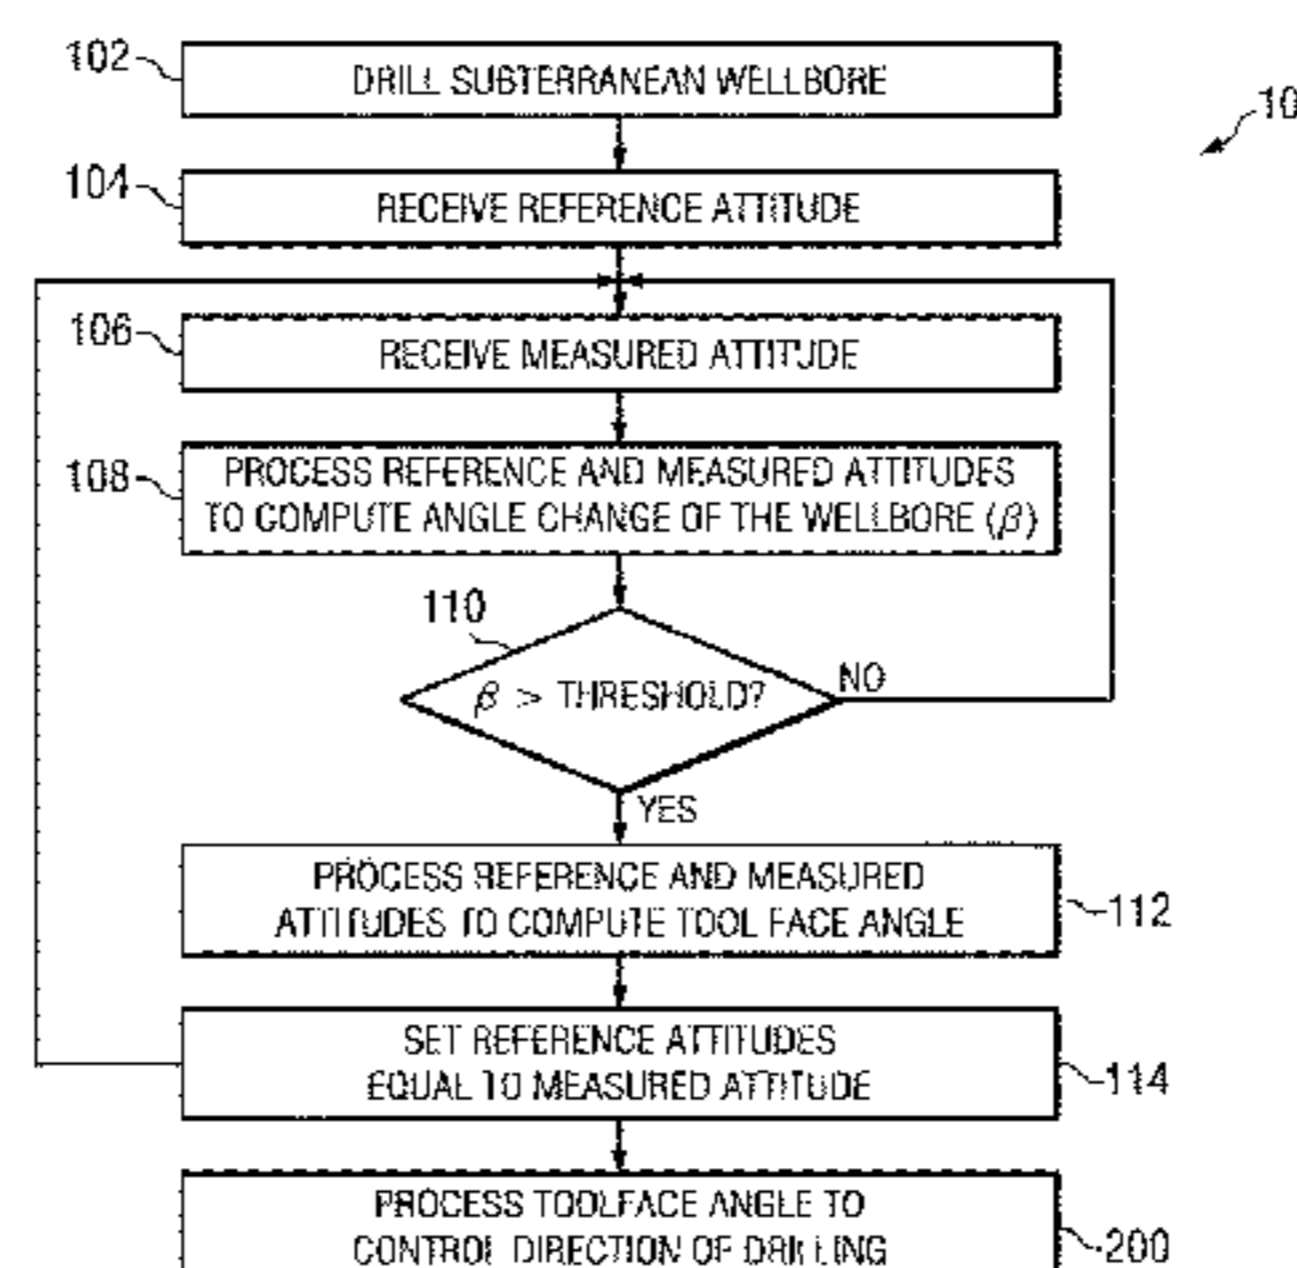 102
DRILL SUBTERRANEAN WELLBORE
10
104
RECEIVE REFERENCE ATTITUDE
106
RECEIVE MEASURED ATTITUDE
108
PROCESS REFERENCE AND MEASURED ATTITUDES
TO COMPUTE ANGLE CHANGE OF THE WELLBORE (β)
110
β > THRESHOLD?
NO
YES
PROCESS REFERENCE AND MEASURED
ATTITUDES TO COMPUTE TOOL FACE ANGLE
112
SET REFERENCE ATTITUDES
EQUAL TO MEASURED ATTITUDE
114
PROCESS TOOLFACE ANGLE TO
CONTROL DIRECTION OF DRILLING
200